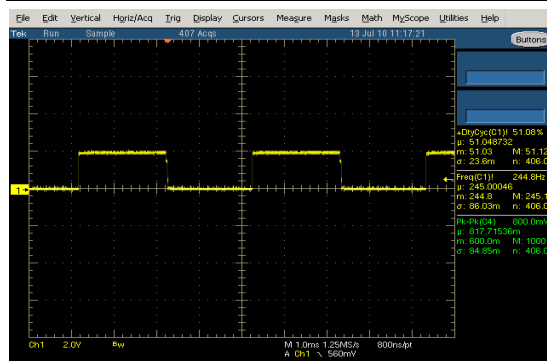 File Edit Vertical Horiz/Acq Trig Display Cursors Measure Masks Math MyScope Utilities Help
Tek Run Sample 407 Acqs 13 Jul 10 11:17:21
Buttons
+DtyCyc(C1)! 51.08%
μ: 51.048732
m: 51.03 M: 51.12
σ: 23.6m n: 406.0
Freq(C1)! 244.8Hz
μ: 245.00046
m: 244.8 M: 245.1
σ: 86.03m n: 406.0
Pk-Pk(C4) 800.0mV
μ: 817.71536m
m: 600.0m M: 1000
σ: 84.85m n: 406.0
1
Ch1 2.0V Bw M 1.0ms 1.25MS/s 800ns/pt
A Ch1 \ 560mV